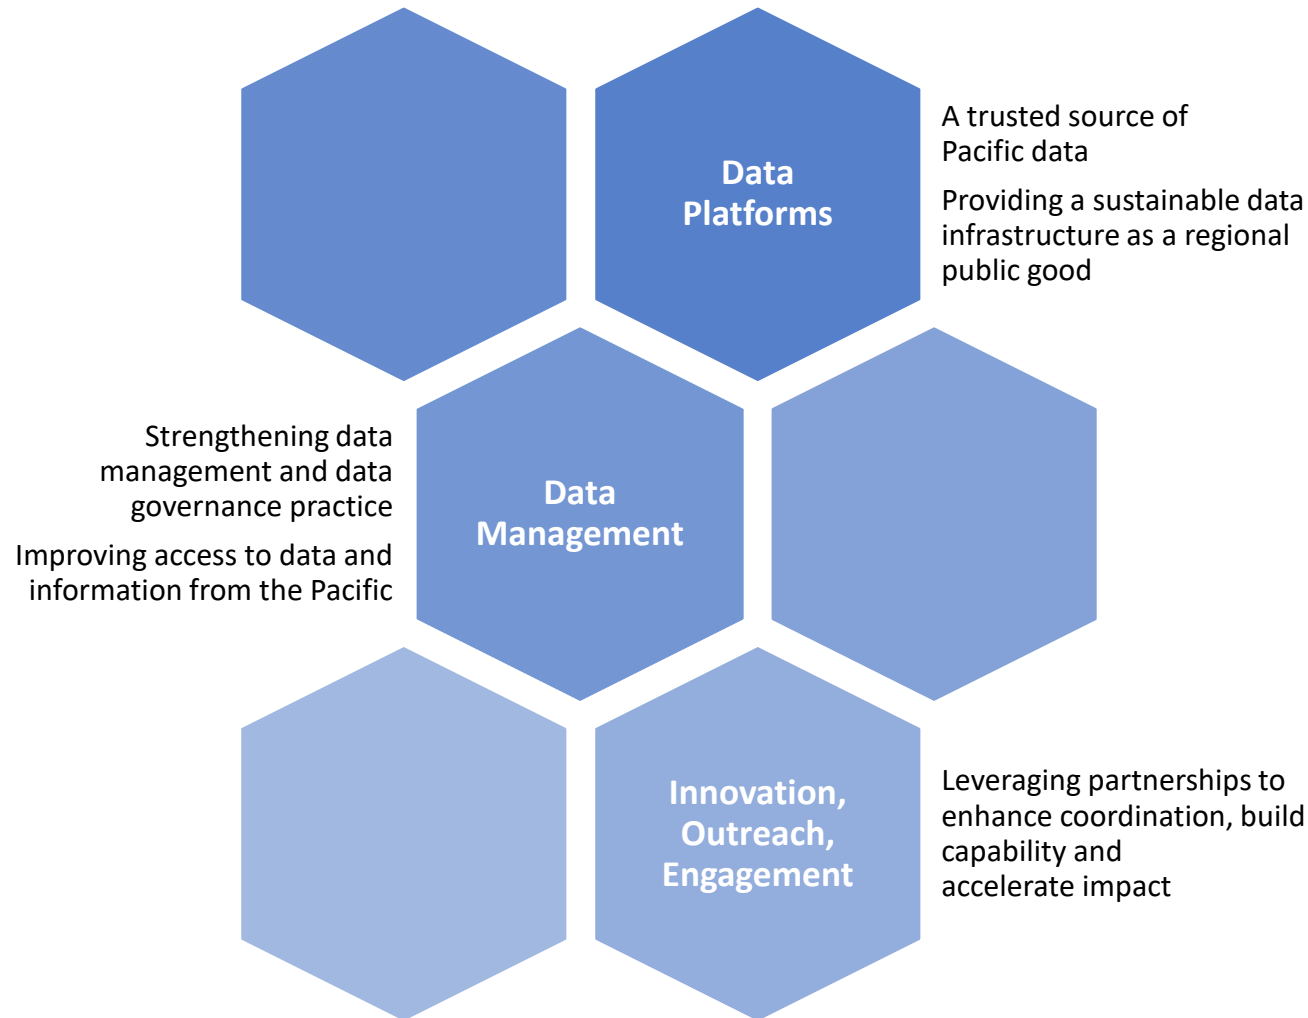 Data
Platforms
A trusted source of
Pacific data
Providing a sustainable data
infrastructure as a regional
public good
Strengthening data
management and data
governance practice
Improving access to data and
information from the Pacific
Data
Management
Innovation,
Outreach,
Engagement
Leveraging partnerships to
enhance coordination, build
capability and
accelerate impact